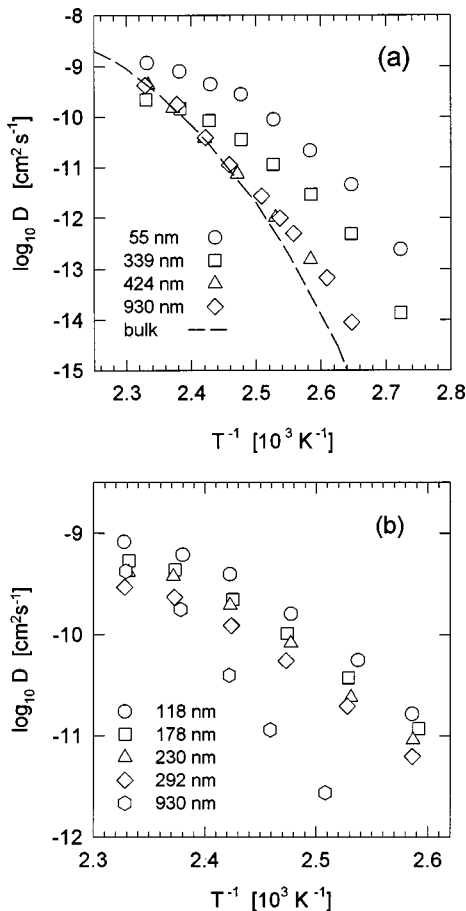 (a)
-8
-9
-10
-11
-12
-13
-14
-15
log₁₀ D [cm² s⁻¹]
55 nm
339 nm
424 nm
930 nm
bulk
2.3 2.4 2.5 2.6 2.7 2.8
T⁻¹ [10³ K⁻¹]
(b)
-9
-10
-11
-12
log₁₀ D [cm²s⁻¹]
118 nm
178 nm
230 nm
292 nm
930 nm
2.3 2.4 2.5 2.6
T⁻¹ [10³ K⁻¹]